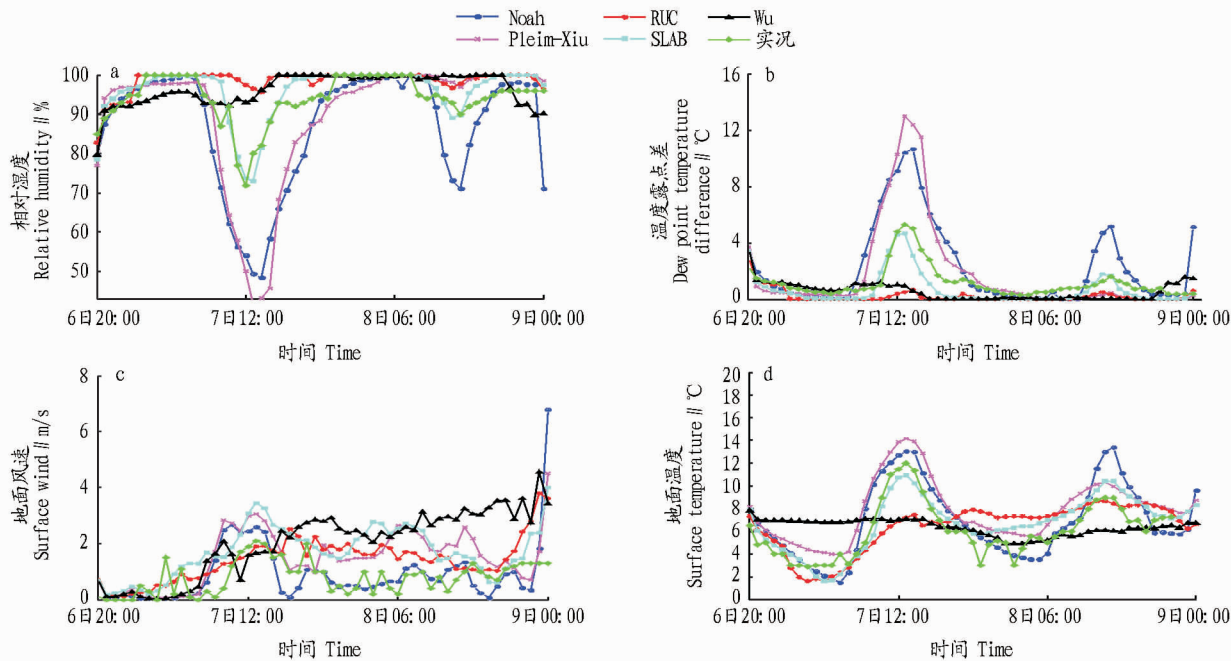 Noah RUC Wu
Pleim-Xiu SLAB 实况
a
相对湿度
Relative humidity∥%
100
90
80
70
60
50
6日20:00 7日12:00 8日06:00 9日00:00
时间 Time
b
温度露点差
Dew point temperature
difference∥℃
16
12
8
4
0
6日20:00 7日12:00 8日06:00 9日00:00
时间 Time
c
地面风速
Surface wind∥m/s
8
6
4
2
0
6日20:00 7日12:00 8日06:00 9日00:00
时间 Time
d
地面温度
Surface temperature∥℃
20
18
16
14
12
10
8
6
4
2
0
6日20:00 7日12:00 8日06:00 9日00:00
时间 Time